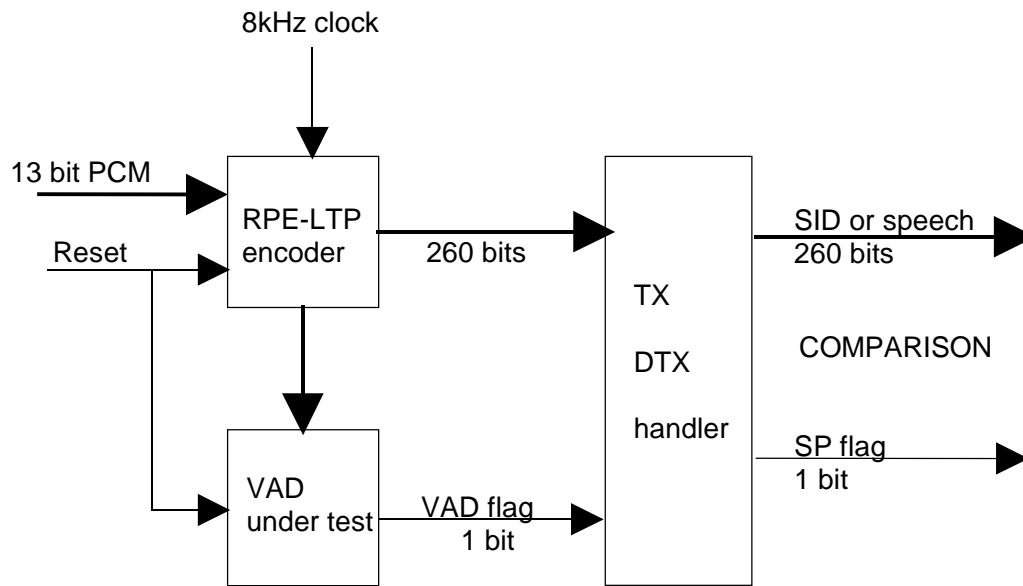 8kHz clock
13 bit PCM
RPE-LTP
encoder
Reset
260 bits
TX
DTX
handler
SID or speech
260 bits
COMPARISON
SP flag
1 bit
VAD
under test
VAD flag
1 bit